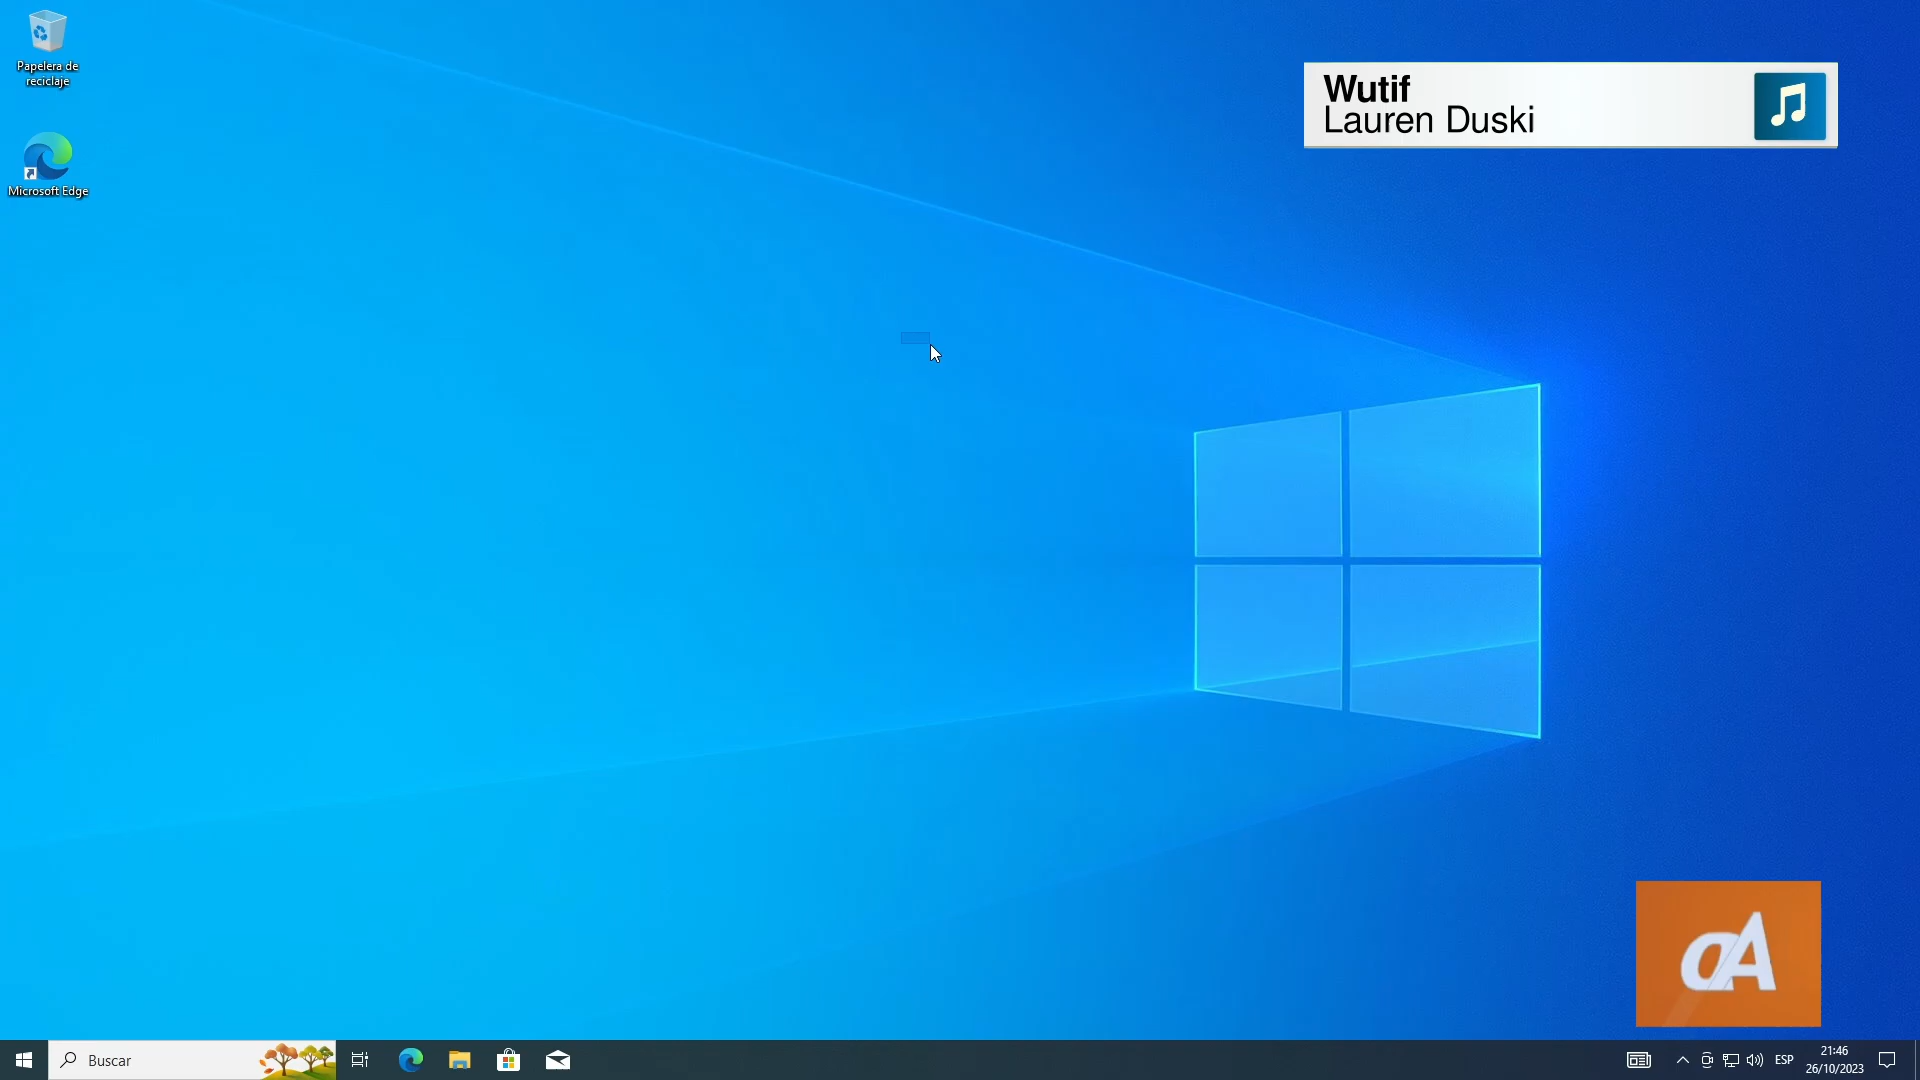 Papelera de
reciclaje
Microsoft Edge
Wutif
Lauren Duski
Buscar
ESP
21:46
26/10/2023